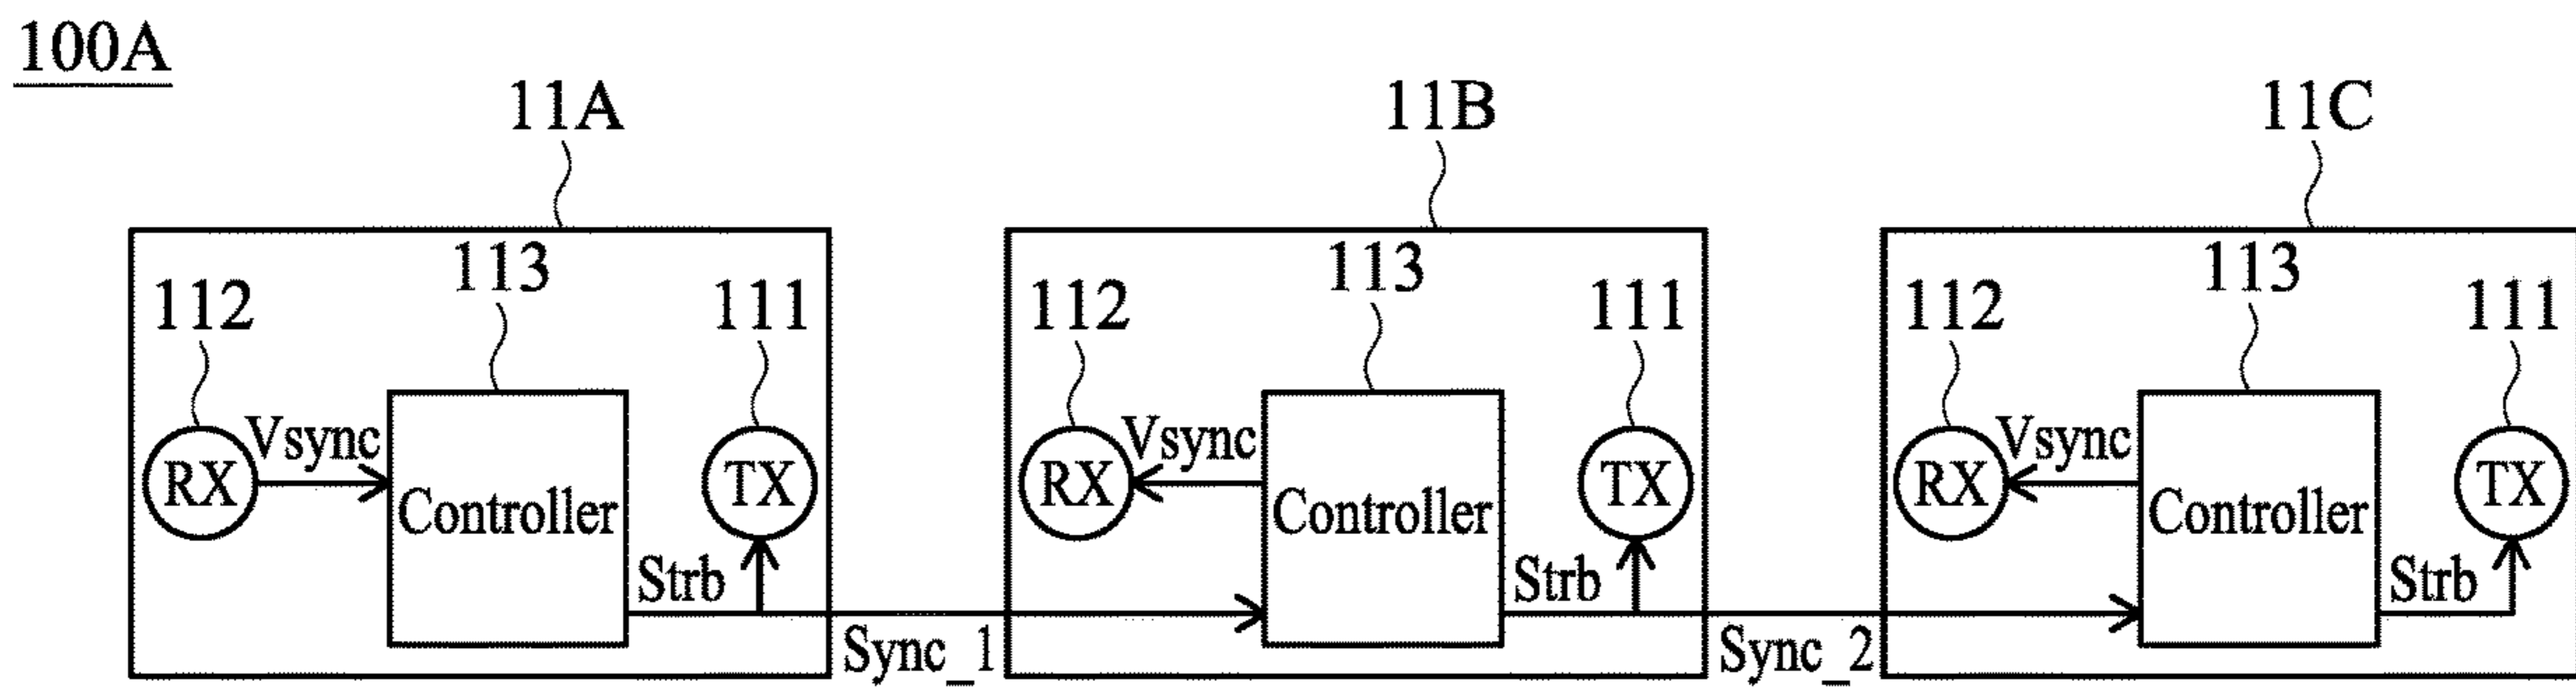 100A
11A 11B 11C
113 113 113
112 111 112 111 112 111
Vsync Vsync Vsync
RX TX RX TX RX TX
Controller Controller Controller
Strb Strb Strb
Sync_1 Sync_2